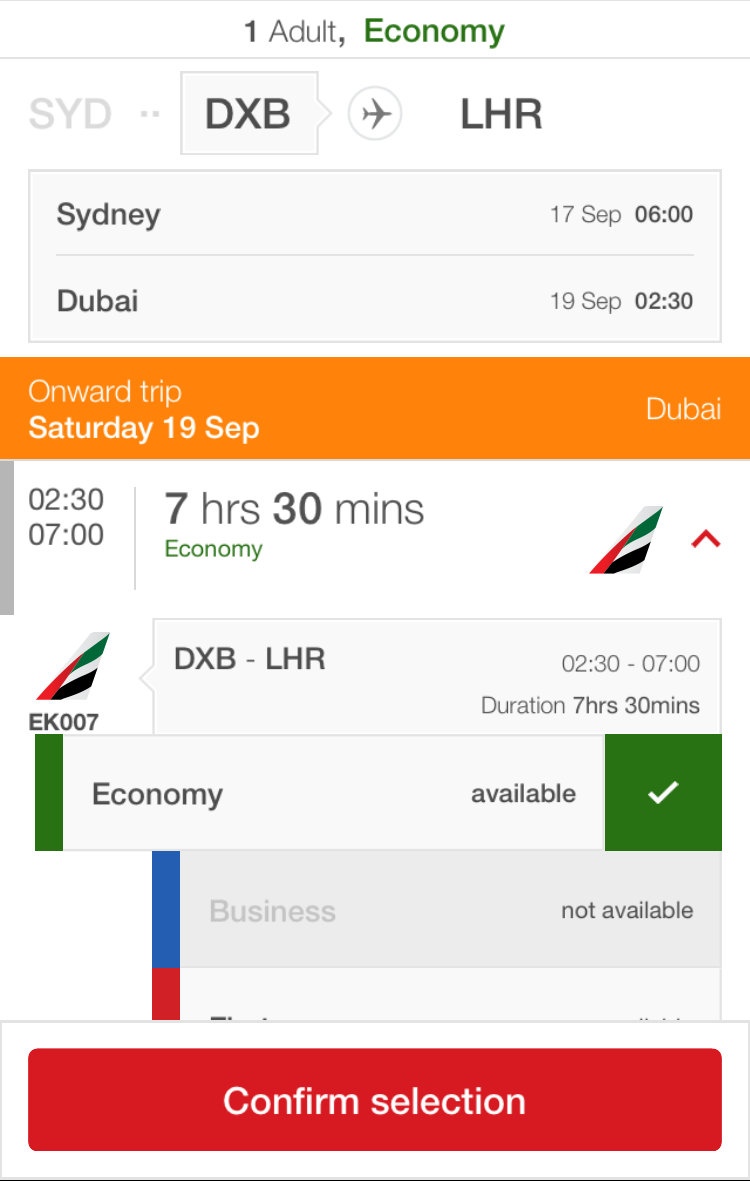 1 Adult, Economy
SYD DXB LHR
Sydney 17 Sep 06:00
Dubai 19 Sep 02:30
Onward trip
Saturday 19 Sep
Dubai
02:30
07:00
7 hrs 30 mins
Economy
EK007
DXB - LHR
02:30 - 07:00
Duration 7hrs 30mins
Economy available
Business not available
Confirm selection